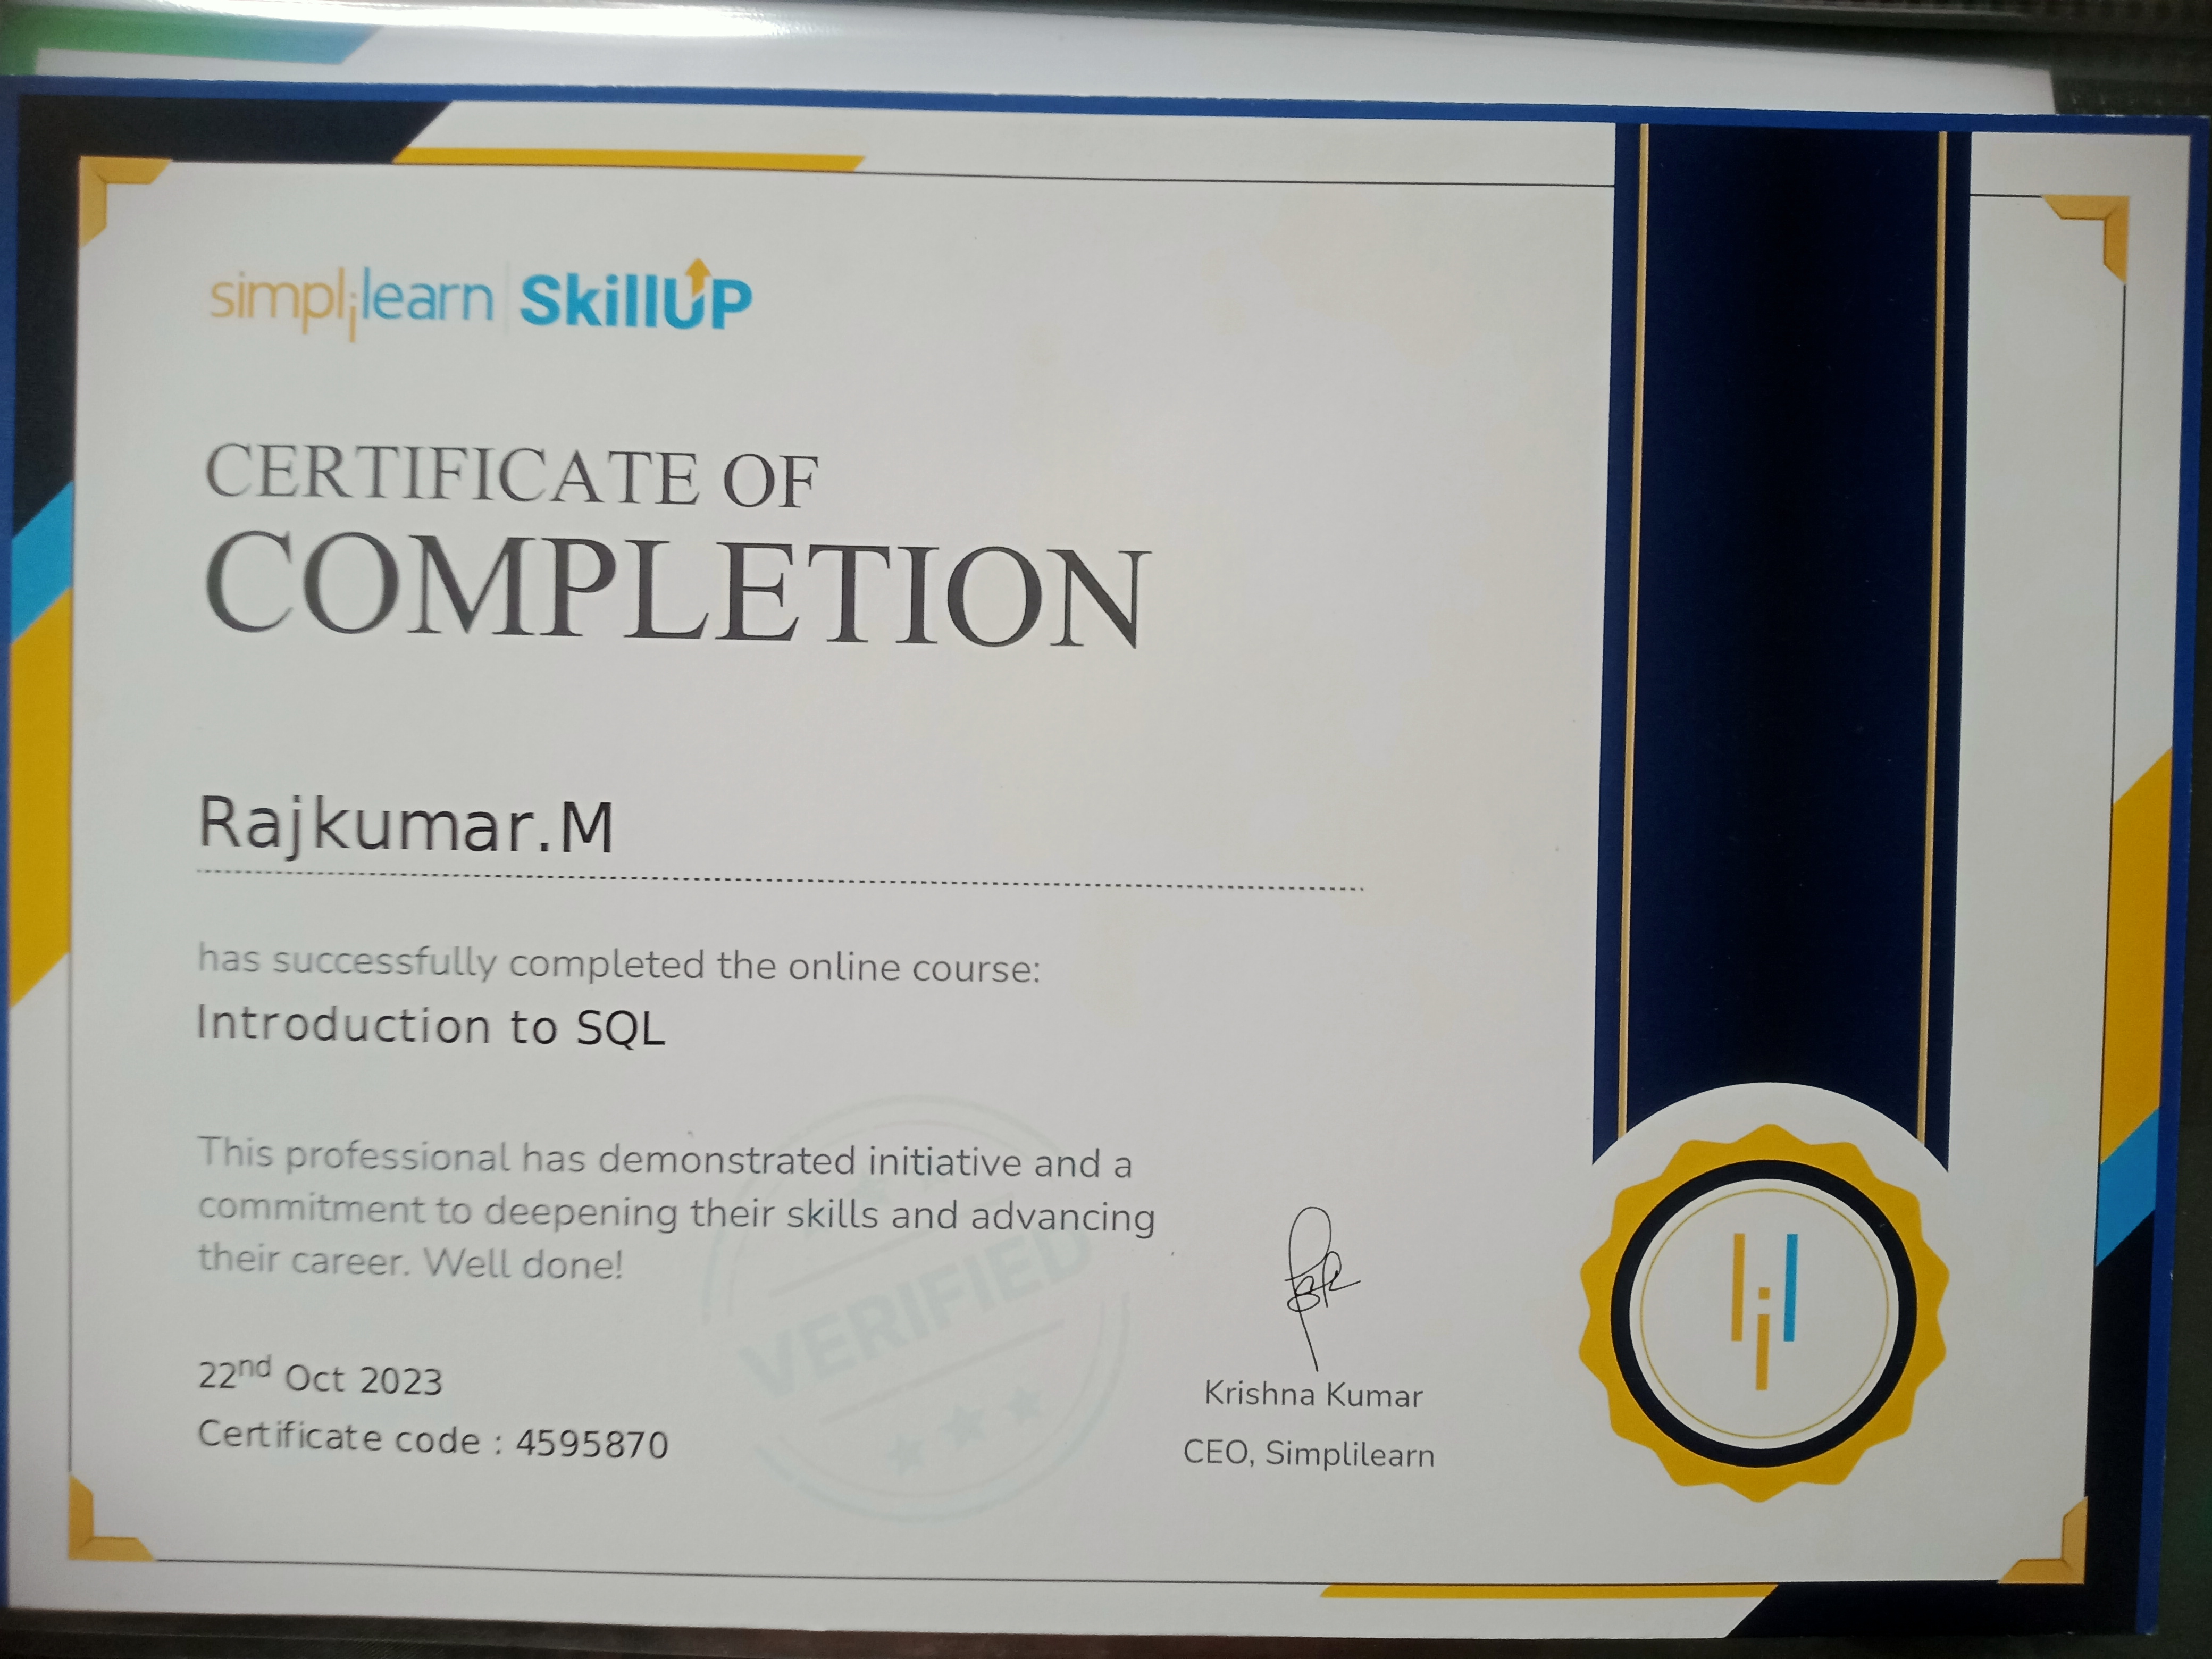 simplilearn | SkillUP
CERTIFICATE OF
COMPLETION
Rajkumar.M
has successfully completed the online course:
Introduction to SQL
This professional has demonstrated initiative and a
commitment to deepening their skills and advancing
their career. Well done!
VERIFIED
22nd Oct 2023
Certificate code : 4595870
Krishna Kumar
CEO, Simplilearn